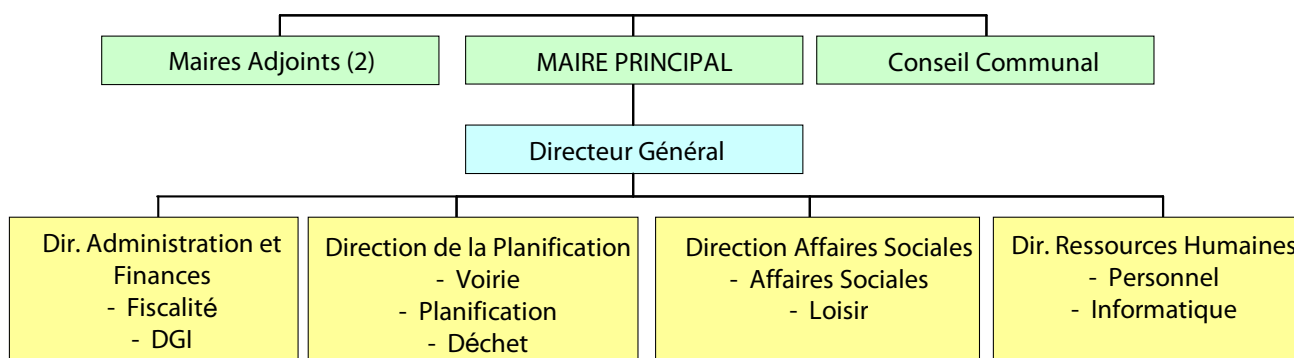 Maires Adjoints (2)
MAIRE PRINCIPAL
Conseil Communal
Directeur Général
Dir. Administration et
Finances
- Fiscalité
- DGI
Direction de la Planification
- Voirie
- Planification
- Déchet
Direction Affaires Sociales
- Affaires Sociales
- Loisir
Dir. Ressources Humaines
- Personnel
- Informatique